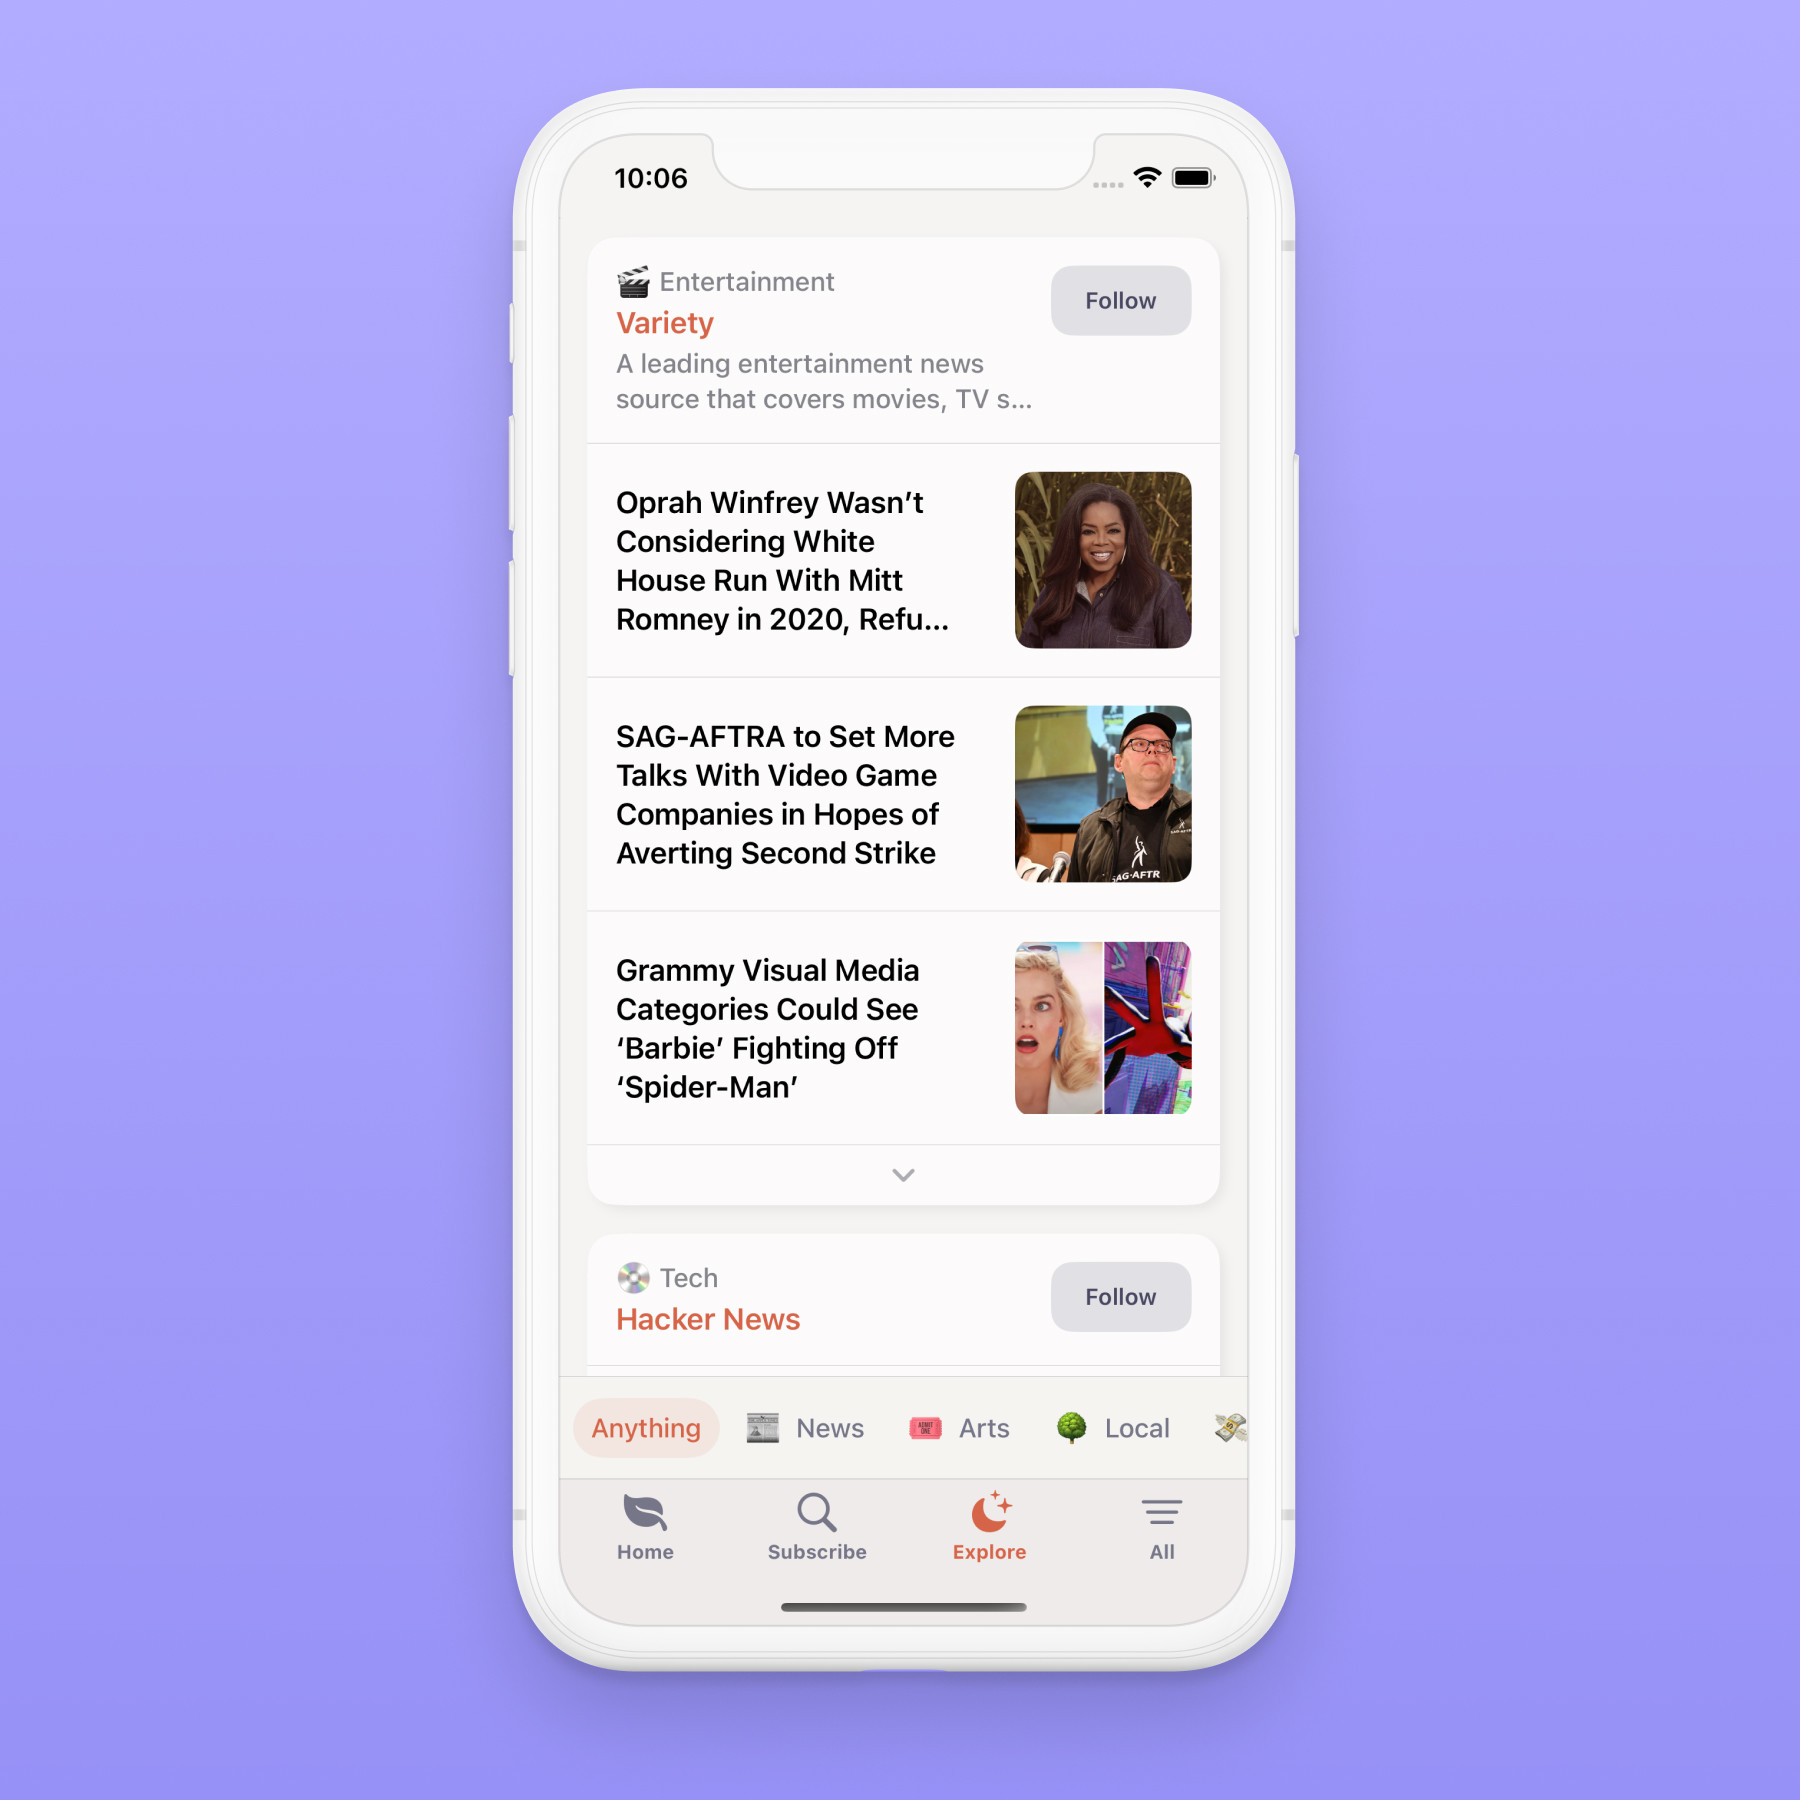 10:06
Entertainment
Variety
Follow
A leading entertainment news
source that covers movies, TV s...
Oprah Winfrey Wasn’t
Considering White
House Run With Mitt
Romney in 2020, Refu...
SAG-AFTRA to Set More
Talks With Video Game
Companies in Hopes of
Averting Second Strike
SAG-AFTR
Grammy Visual Media
Categories Could See
‘Barbie’ Fighting Off
‘Spider-Man’
Tech
Hacker News
Follow
Anything
News
ADMIT
ONE
Arts
Local
Home
Subscribe
Explore
All